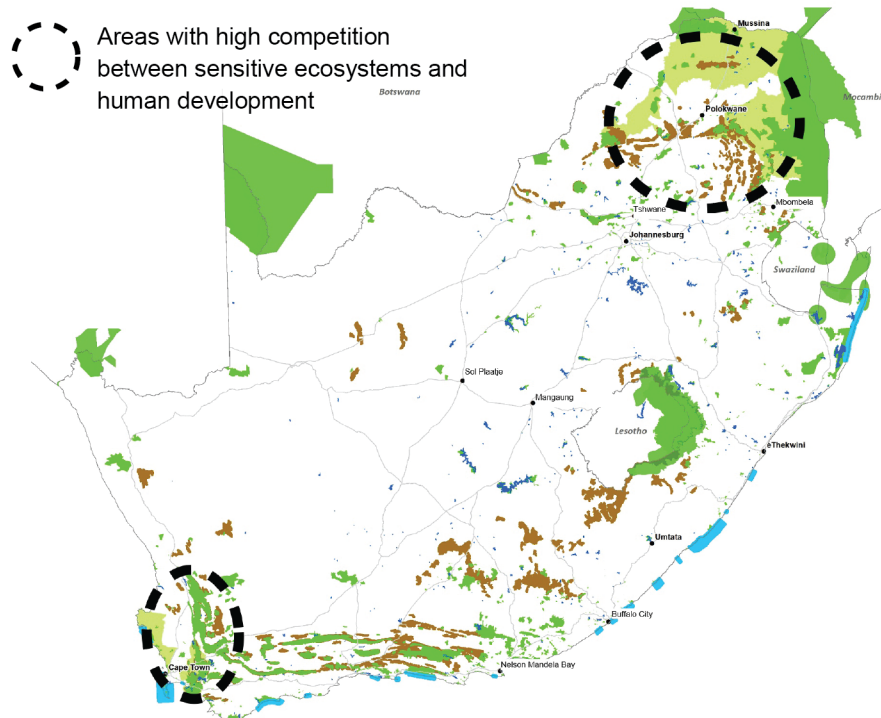 Areas with high competition
between sensitive ecosystems and
human development
Botswana
Mussina
Mocambi
Polokwane
Mbombela
Tshwane
Johannesburg
Swaziland
Sol Plaatje
Mangaung
Lesotho
eThekwini
Umtata
Buffalo City
Nelson Mandela Bay
Cape Town